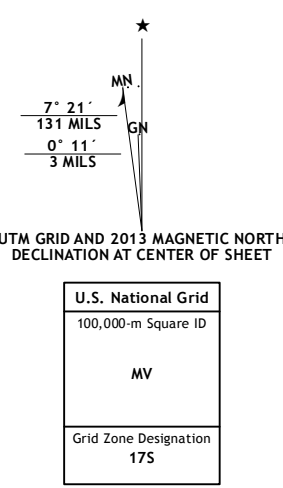 ★
MN
7° 21´
131 MILS
GN
0° 11´
3 MILS
UTM GRID AND 2013 MAGNETIC NORTH
DECLINATION AT CENTER OF SHEET
U.S. National Grid
100,000-m Square ID
MV
Grid Zone Designation
17S